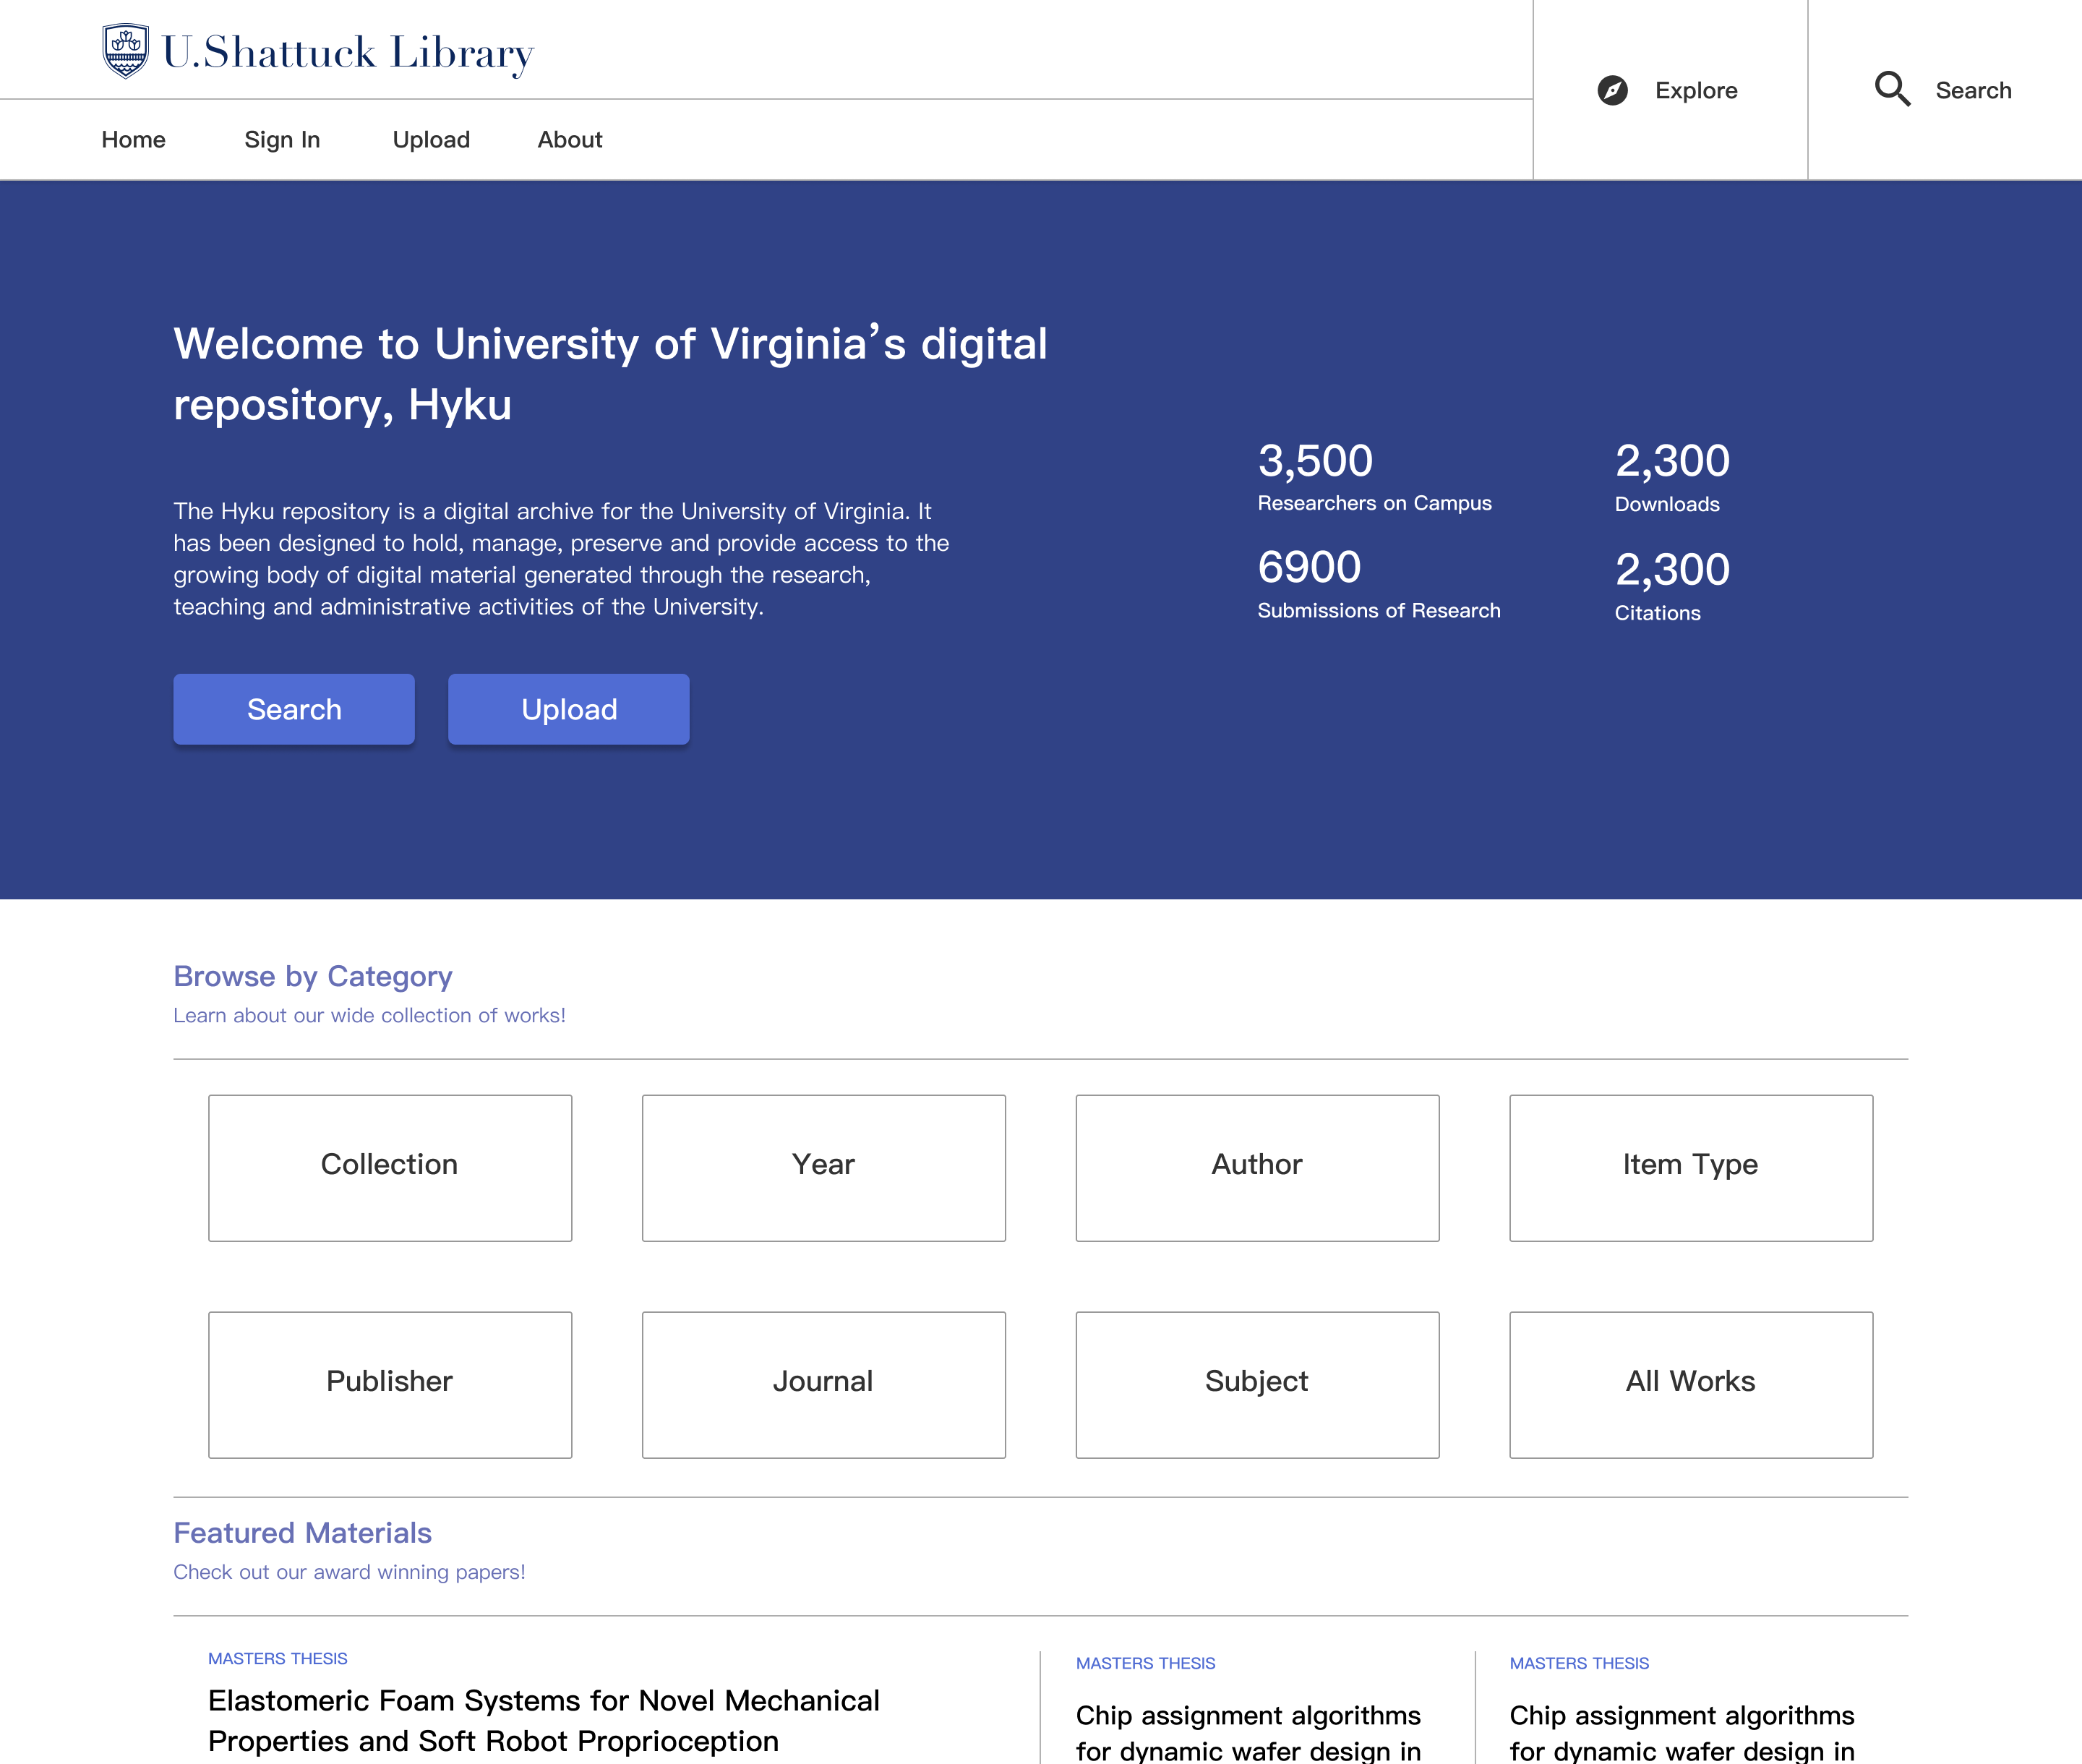 U.Shattuck Library
Explore
Search
Home
Sign In
Upload
About
Welcome to University of Virginia’s digital
repository, Hyku
The Hyku repository is a digital archive for the University of Virginia. It
has been designed to hold, manage, preserve and provide access to the
growing body of digital material generated through the research,
teaching and administrative activities of the University.
Search
Upload
3,500
Researchers on Campus
2,300
Downloads
6900
Submissions of Research
2,300
Citations
Browse by Category
Learn about our wide collection of works!
Collection
Year
Author
Item Type
Publisher
Journal
Subject
All Works
Featured Materials
Check out our award winning papers!
MASTERS THESIS
Elastomeric Foam Systems for Novel Mechanical
Properties and Soft Robot Proprioception
MASTERS THESIS
Chip assignment algorithms
for dynamic wafer design in
MASTERS THESIS
Chip assignment algorithms
for dynamic wafer design in